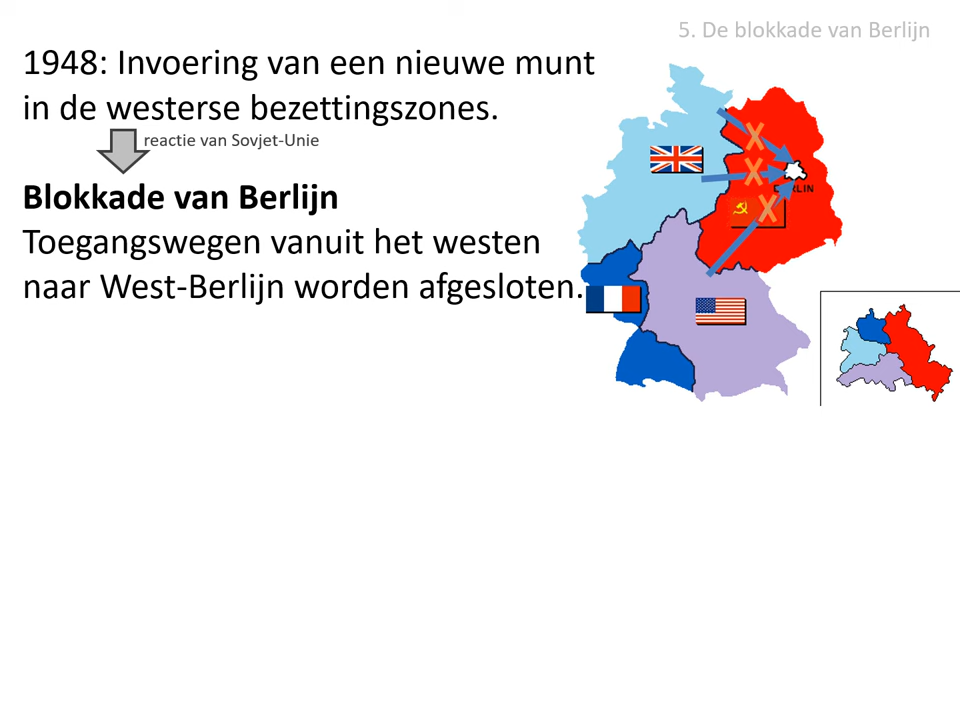 5. De blokkade van Berlijn
1948: Invoering van een nieuwe munt
in de westerse bezettingszones.
reactie van Sovjet-Unie
Blokkade van Berlijn
Toegangswegen vanuit het westen
naar West-Berlijn worden afgesloten.
BERLIN